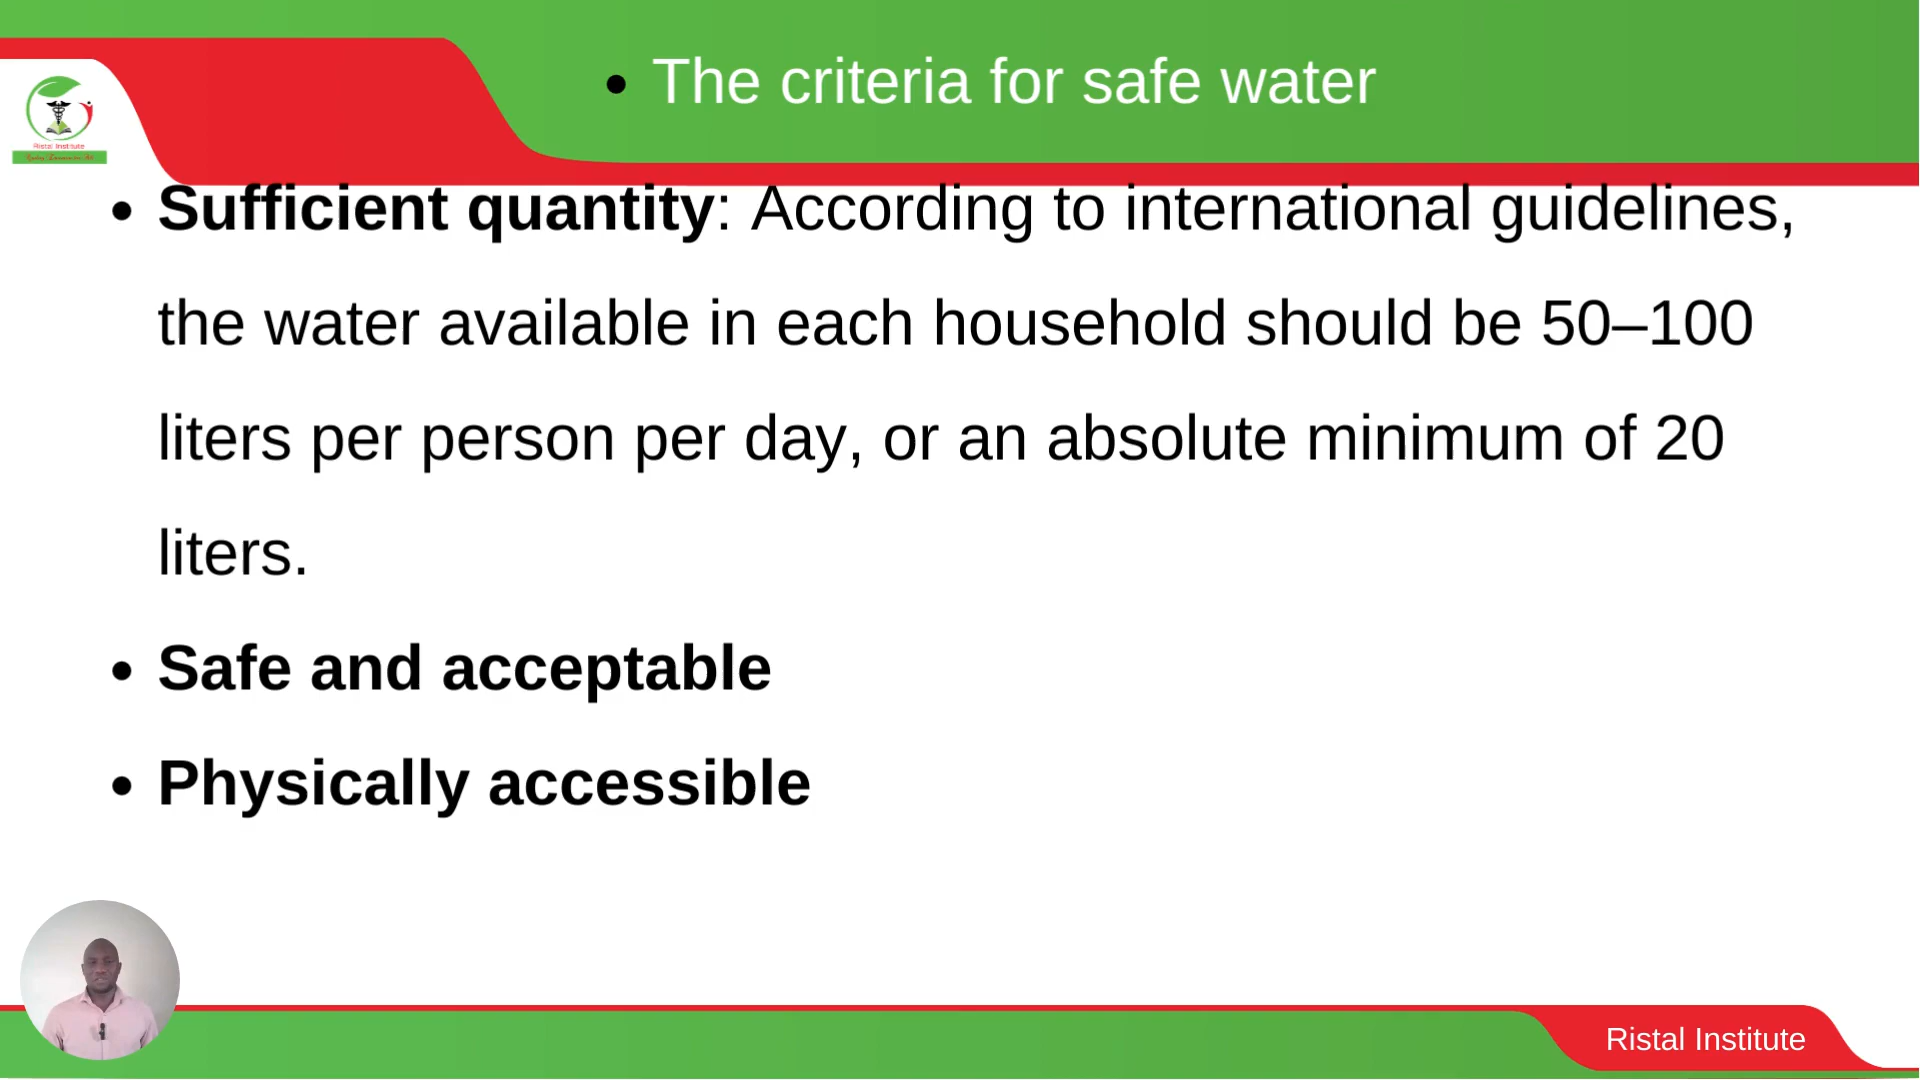 • The criteria for safe water
Ristal Institute
• Sufficient quantity: According to international guidelines,
the water available in each household should be 50–100
liters per person per day, or an absolute minimum of 20
liters.
• Safe and acceptable
• Physically accessible
Ristal Institute